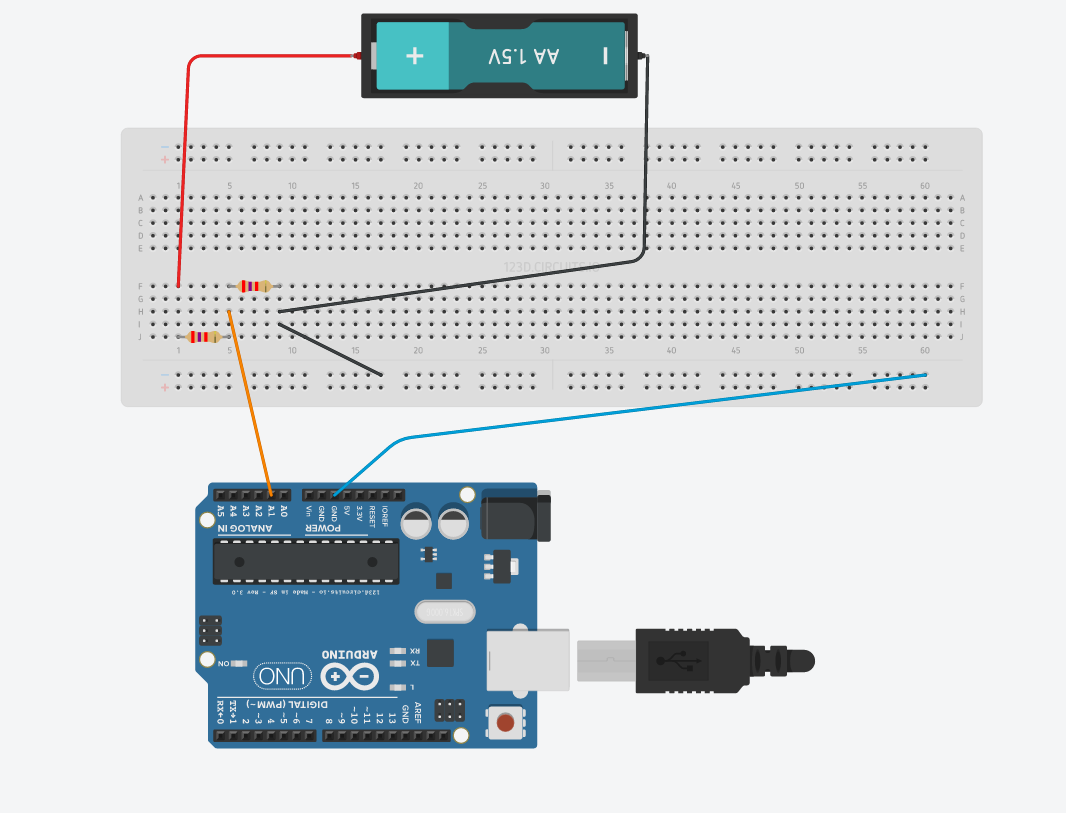 + AA 1.5V -
-
+
1 5 10 15 20 25 30 35 40 45 50 55 60
A A
B B
C C
D D
E E
123D CIRCUITS.IO
F F
G G
H H
I I
J J
1 5 10 15 20 25 30 35 40 45 50 55 60
-
+
A5 A4 A3 A2 A1 A0 Vin GND GND 5V 3.3V RESET IOREF
ANALOG IN POWER
123d.circuits.io - Made in RF - Rev 3.0
ON
UNO
ARDUINO
RX
TX
L
DIGITAL (PWM~)
RX←0 TX→1 2 ~3 4 ~5 ~6 7 8 ~9 ~10 ~11 12 13 GND AREF